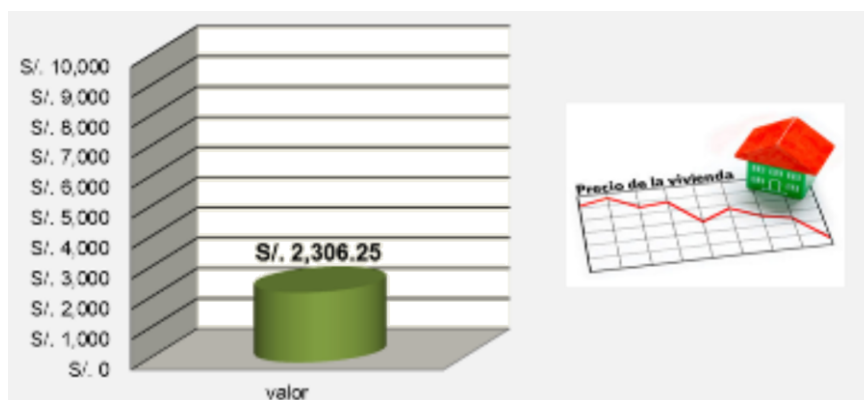 S/. 10,000
S/. 9,000
S/. 8,000
S/. 7,000
S/. 6,000
S/. 5,000
S/. 4,000
S/. 3,000
S/. 2,000
S/. 1,000
S/. 0
S/. 2,306.25
valor
Precio de la vivienda